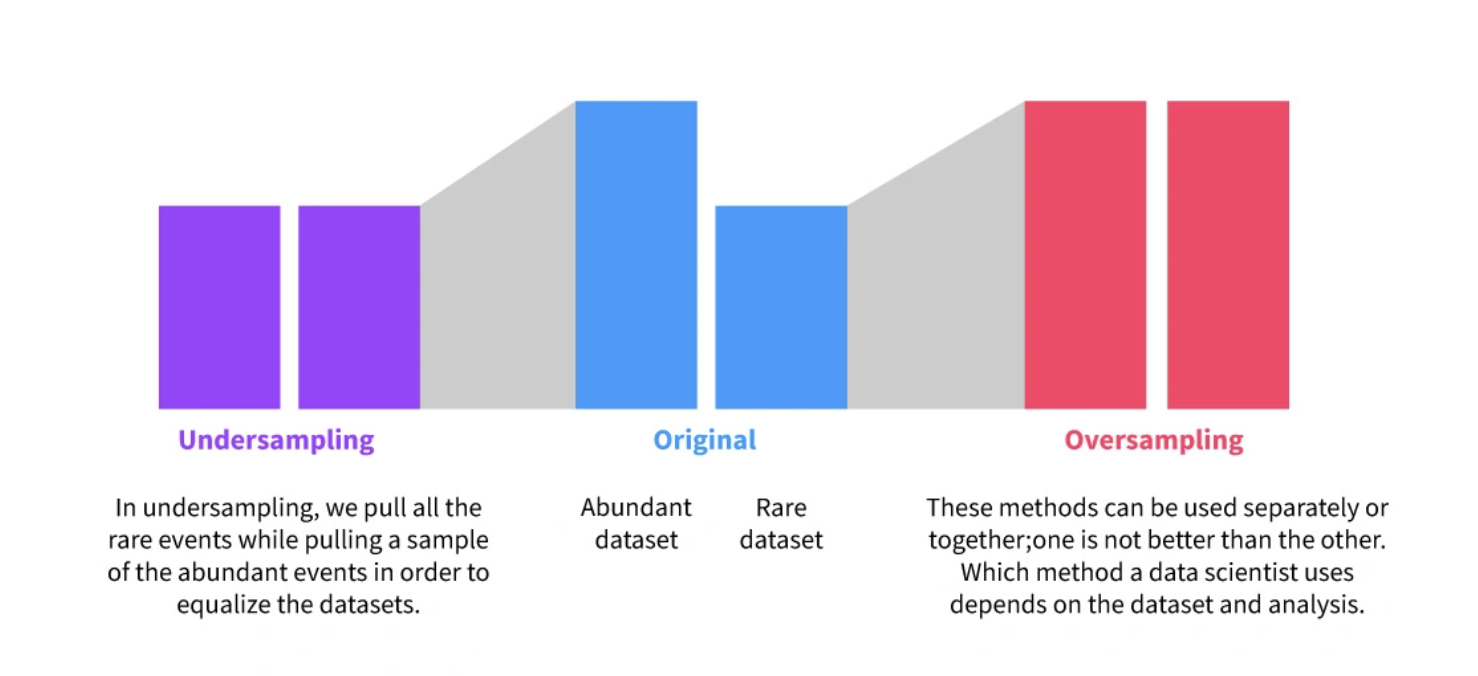 Undersampling
In undersampling, we pull all the
rare events while pulling a sample
of the abundant events in order to
equalize the datasets.
Original
Abundant
dataset
Rare
dataset
Oversampling
These methods can be used separately or
together;one is not better than the other.
Which method a data scientist uses
depends on the dataset and analysis.